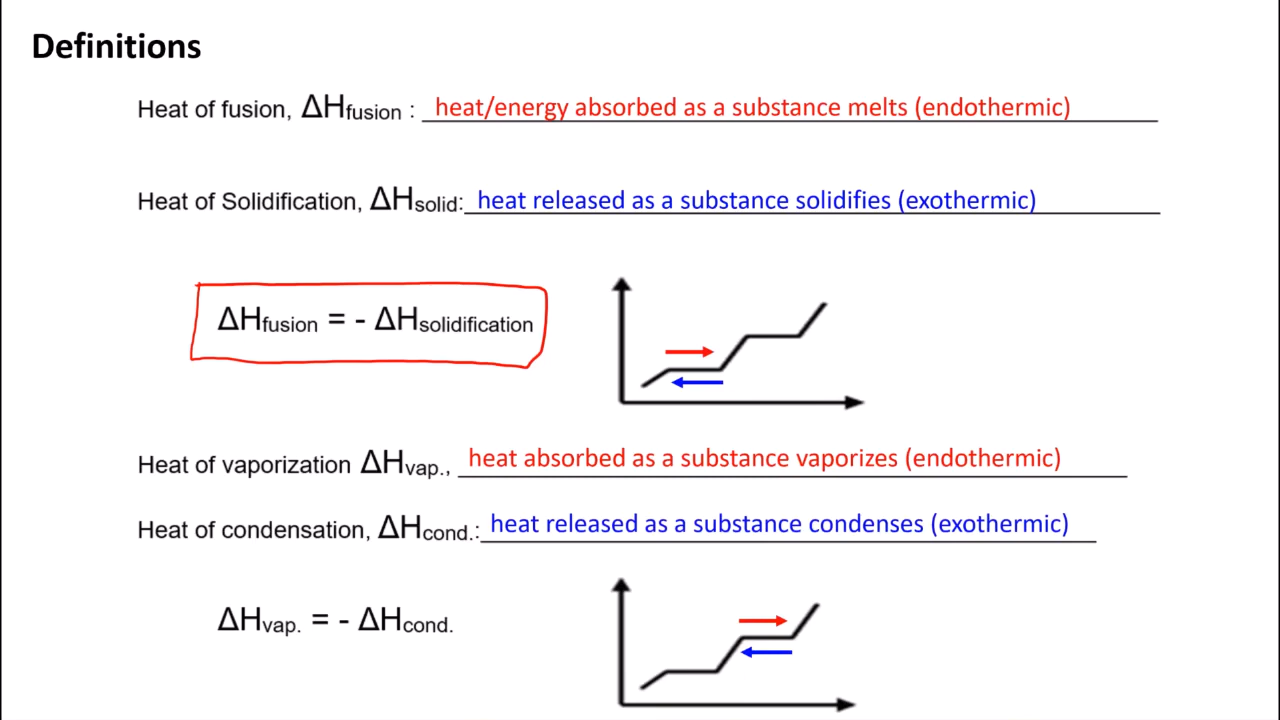 Definitions
Heat of fusion, ΔHfusion : heat/energy absorbed as a substance melts (endothermic)
Heat of Solidification, ΔHsolid: heat released as a substance solidifies (exothermic)
ΔHfusion = - ΔHsolidification
Heat of vaporization ΔHvap., heat absorbed as a substance vaporizes (endothermic)
Heat of condensation, ΔHcond.: heat released as a substance condenses (exothermic)
ΔHvap. = - ΔHcond.